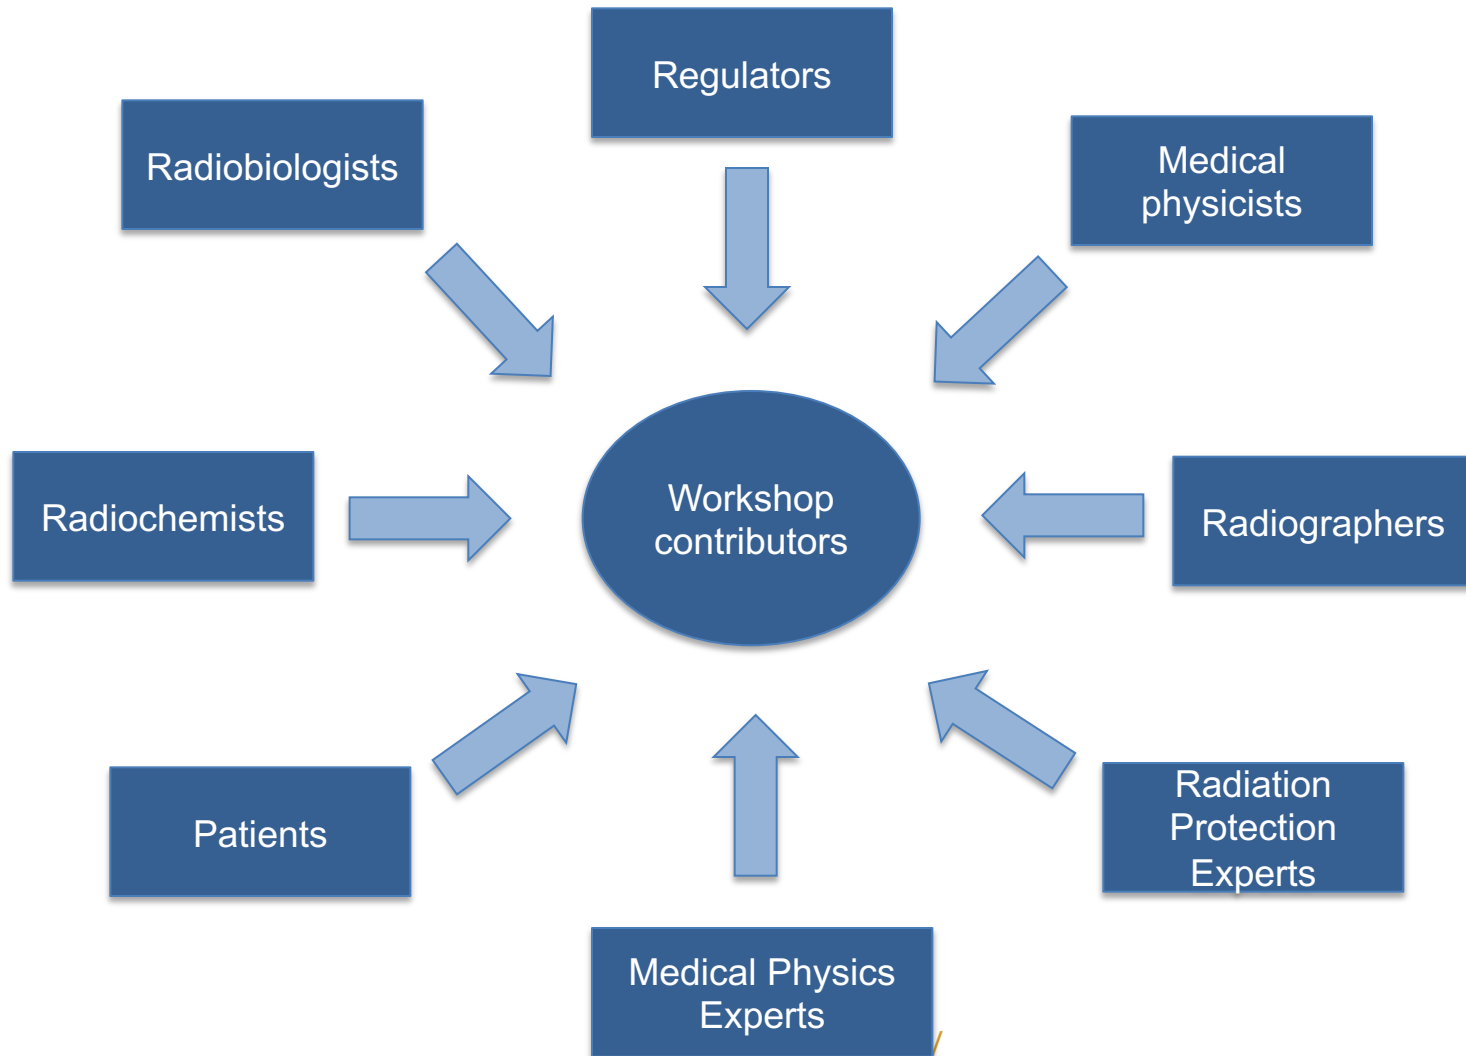 Regulators
Radiobiologists
Medical
physicists
Radiochemists
Workshop
contributors
Radiographers
Patients
Radiation
Protection
Experts
Medical Physics
Experts
/